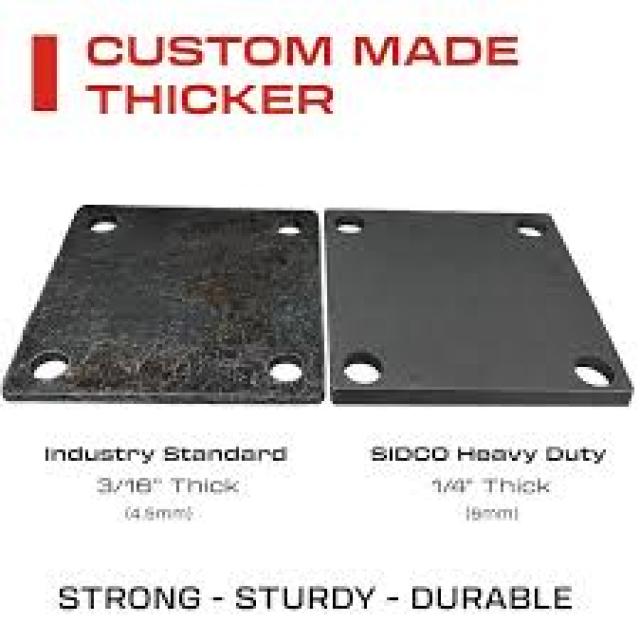 CUSTOM MADE
THICKER
Industry Standard
3/16" Thick
(4.5mm)
SIDCO Heavy Duty
1/4" Thick
(6mm)
STRONG - STURDY - DURABLE